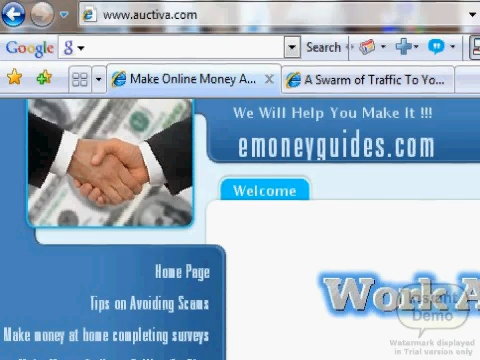 www.auctiva.com
Google
g
Search
Make Online Money A...
A Swarm of Traffic To Yo...
We Will Help You Make It !!!
emoneyguides.com
Welcome
Home Page
Tips on Avoiding Scams
Make money at home completing surveys
Work A
Instant
Demo
Watermark displayed
in Trial version only